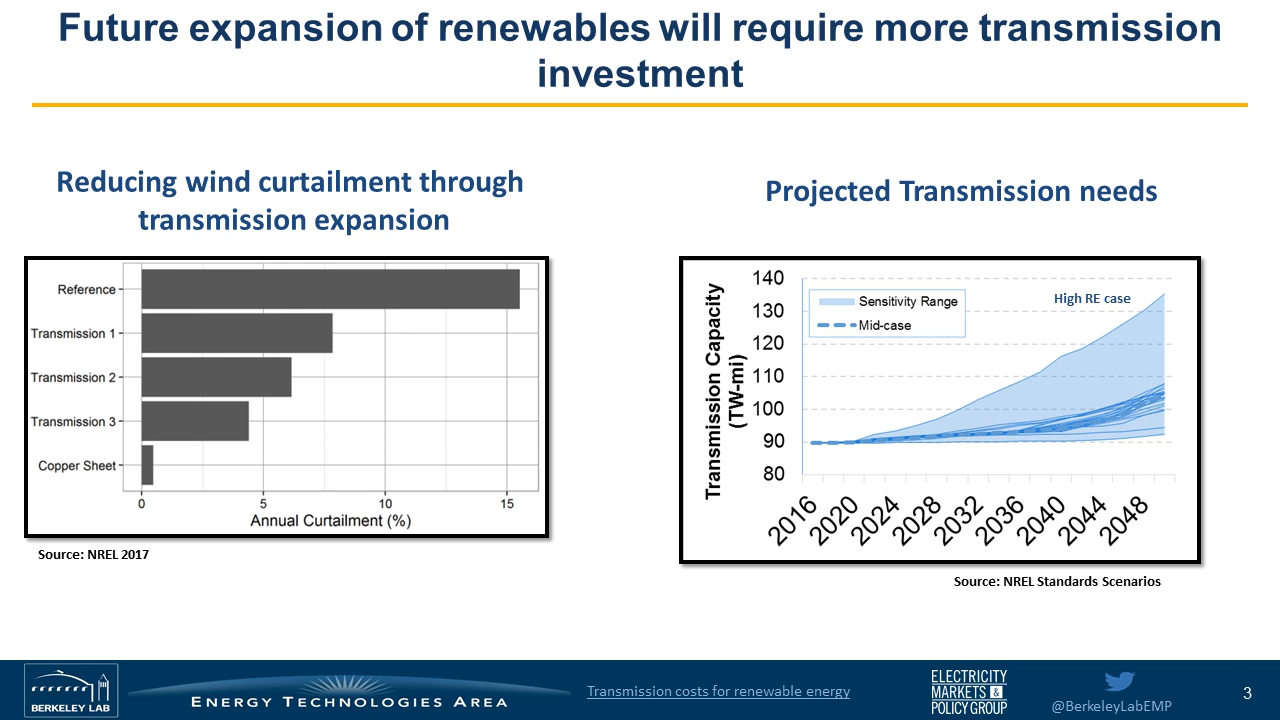 Future expansion of renewables will require more transmission
investment
Reducing wind curtailment through
transmission expansion
Reference
Transmission 1
Transmission 2
Transmission 3
Copper Sheet
0 5 10 15
Annual Curtailment (%)
Source: NREL 2017
Projected Transmission needs
Transmission Capacity
(TW-mi)
140
130
120
110
100
90
80
Sensitivity Range
Mid-case
High RE case
2016 2020 2024 2028 2032 2036 2040 2044 2048
Source: NREL Standards Scenarios
BERKELEY LAB
ENERGY TECHNOLOGIES AREA
Transmission costs for renewable energy
ELECTRICITY
MARKETS &
POLICY GROUP
@BerkeleyLabEMP
3